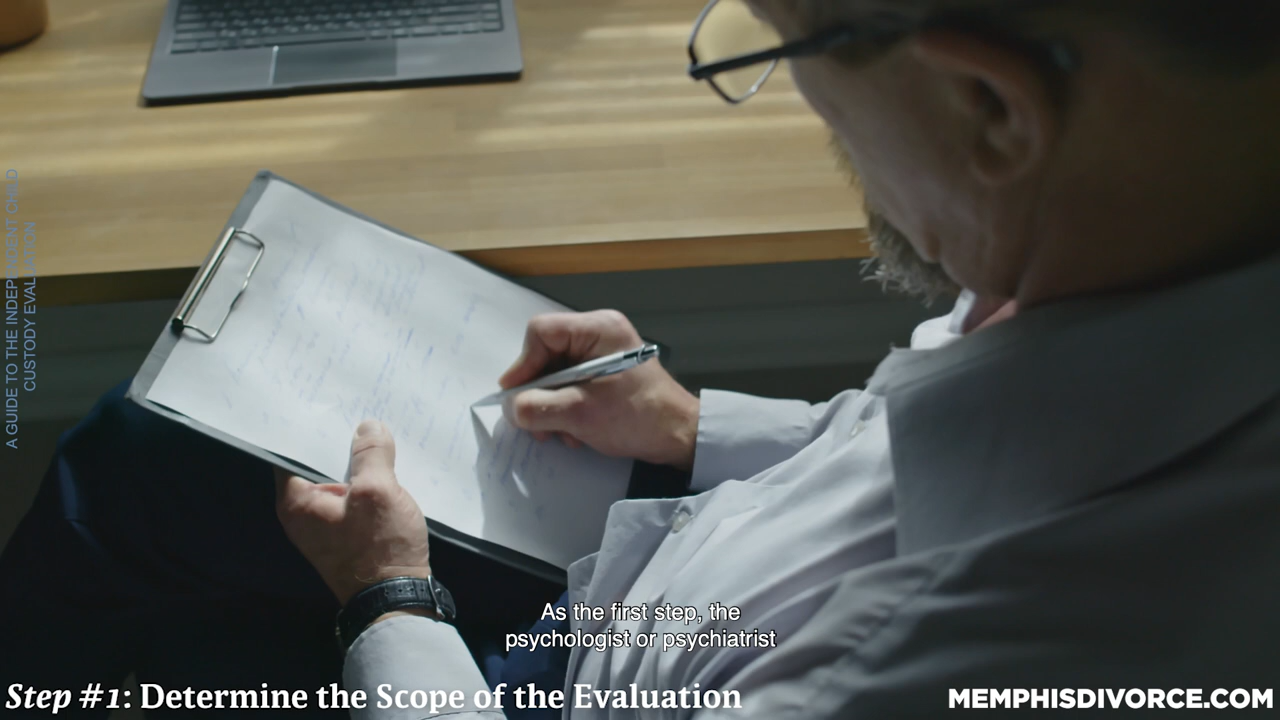 A GUIDE TO THE INDEPENDENT CHILD
CUSTODY EVALUATION
As the first step, the
psychologist or psychiatrist
Step #1: Determine the Scope of the Evaluation
MEMPHISDIVORCE.COM